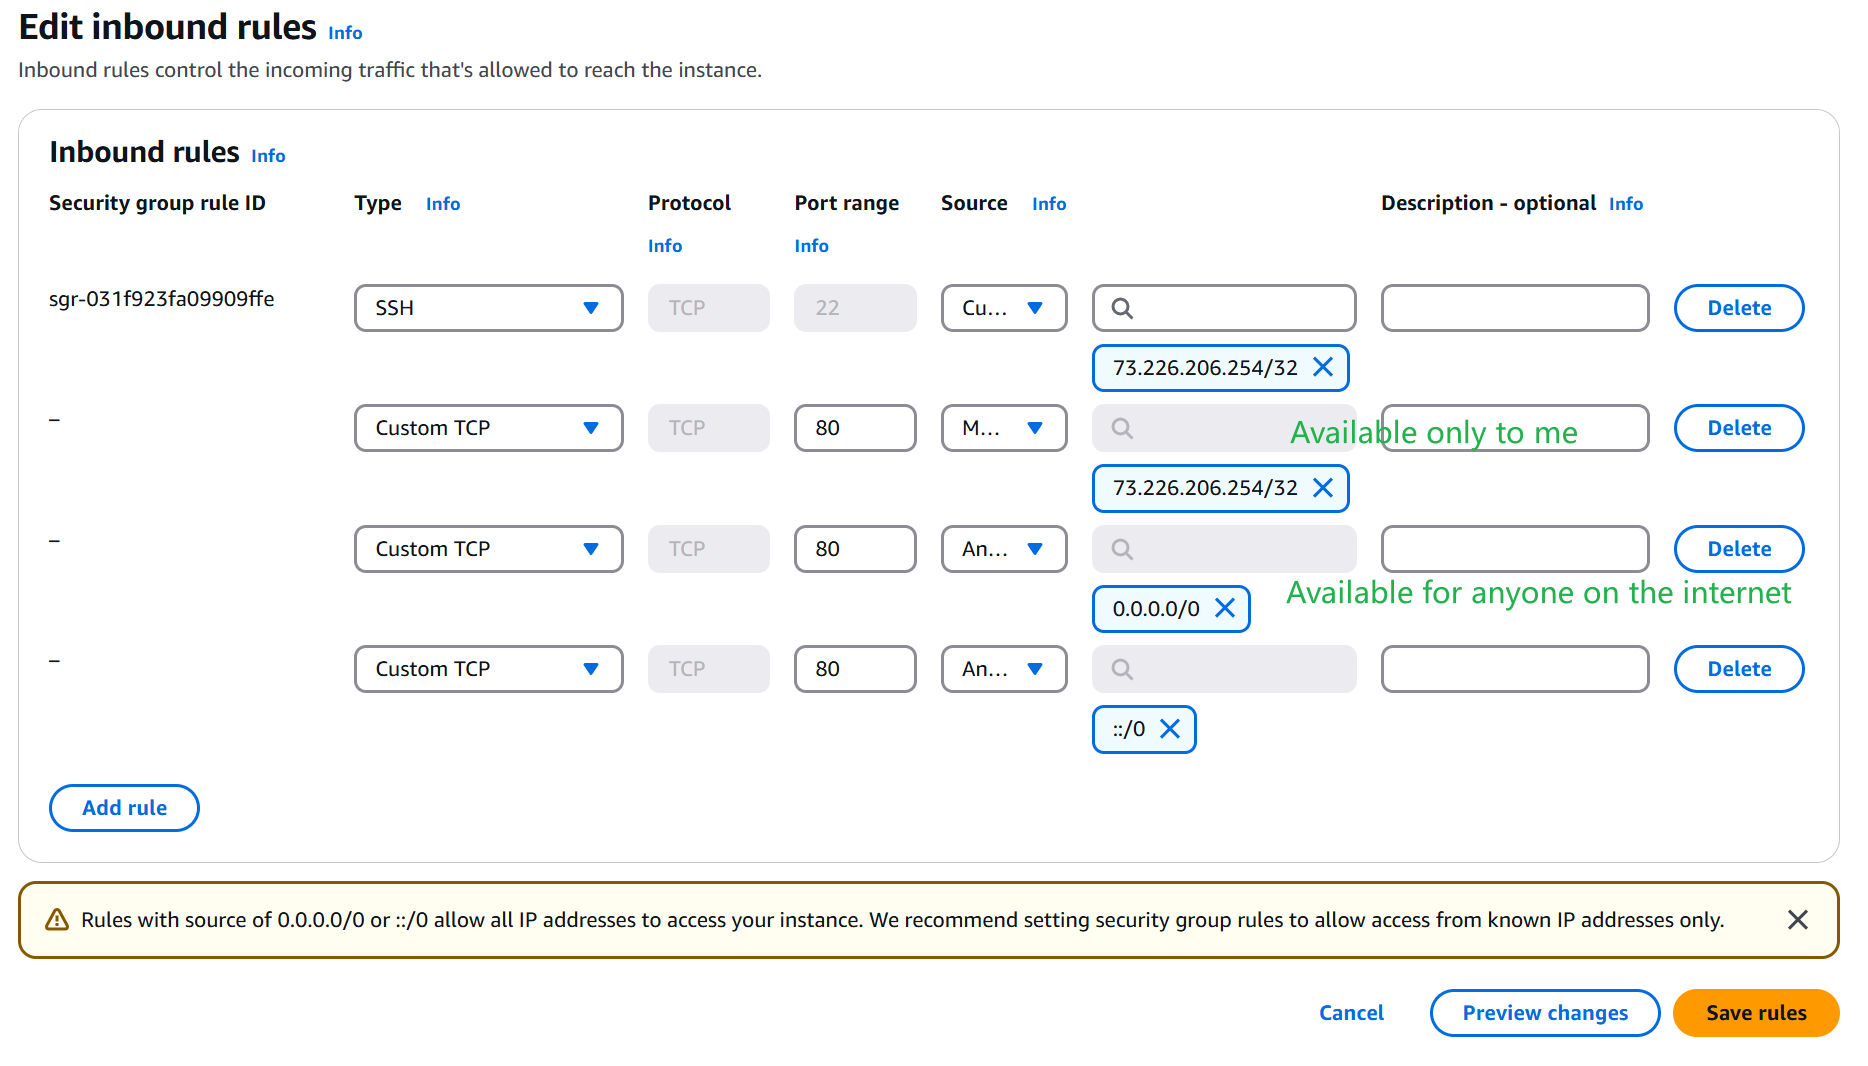 Edit inbound rules Info
Inbound rules control the incoming traffic that's allowed to reach the instance.
Inbound rules Info
Security group rule ID Type Info Protocol Info Port range Info Source Info Description - optional Info
sgr-031f923fa09909ffe SSH TCP 22 Cu... Delete
73.226.206.254/32
– Custom TCP TCP 80 M... Available only to me Delete
73.226.206.254/32
– Custom TCP TCP 80 An... Delete
0.0.0.0/0 Available for anyone on the internet
– Custom TCP TCP 80 An... Delete
::/0
Add rule
Rules with source of 0.0.0.0/0 or ::/0 allow all IP addresses to access your instance. We recommend setting security group rules to allow access from known IP addresses only.
Cancel Preview changes Save rules